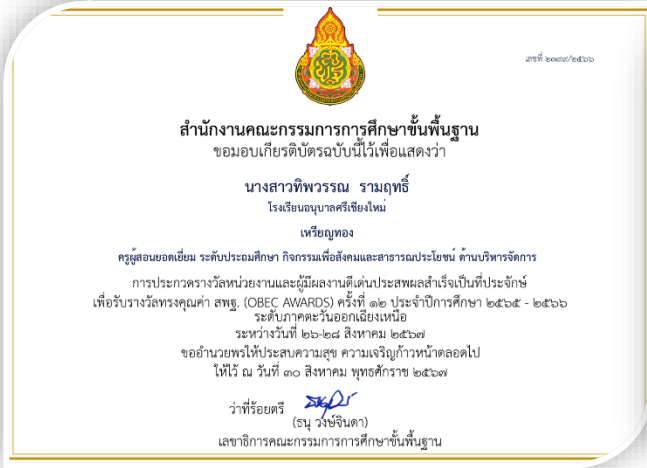 สำนักงานคณะกรรมการการศึกษาขั้นพื้นฐาน
ขอมอบเกียรติบัตรฉบับนี้ไว้เพื่อแสดงว่า
นางสาวทิพวรรณ รามฤทธิ์
โรงเรียนอนุบาลศรีเชียงใหม่
เหรียญทอง
ครูผู้สอนยอดเยี่ยม ระดับประถมศึกษา กิจกรรมเพื่อสังคมและสาธารณประโยชน์ ด้านบริหารจัดการ
การประกวดรางวัลหน่วยงานและผู้มีผลงานดีเด่นประสพผลสำเร็จเป็นที่ประจักษ์
เพื่อรับรางวัลทรงคุณค่า สพฐ. (OBEC AWARDS) ครั้งที่ ๑๒ ประจำปีการศึกษา ๒๕๖๕ - ๒๕๖๖
ระดับภาคตะวันออกเฉียงเหนือ
ระหว่างวันที่ ๒๖-๒๘ สิงหาคม ๒๕๖๗
ขออำนวยพรให้ประสบความสุข ความเจริญก้าวหน้าตลอดไป
ให้ไว้ ณ วันที่ ๓๐ สิงหาคม พุทธศักราช ๒๕๖๗
ว่าที่ร้อยตรี
(ธนุ วงษ์จินดา)
เลขาธิการคณะกรรมการการศึกษาขั้นพื้นฐาน